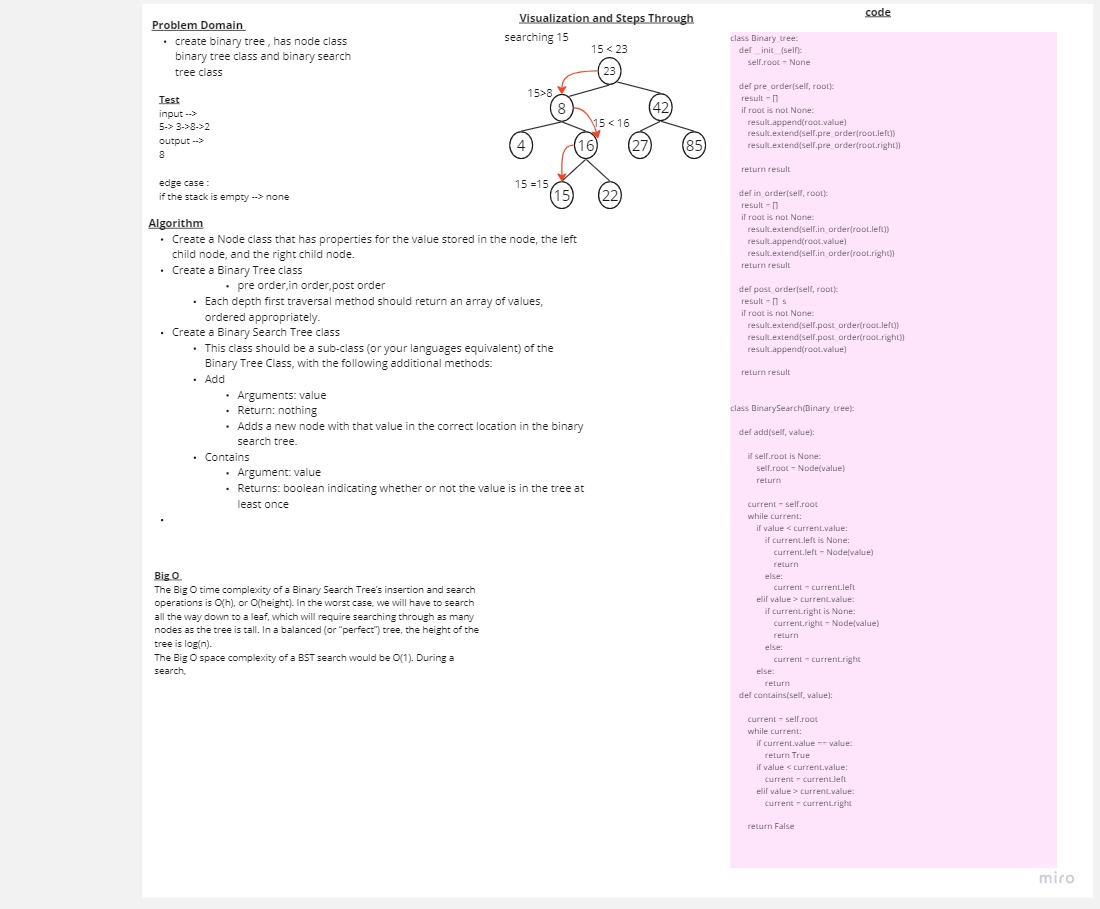 Problem Domain
• create binary tree , has node class
binary tree class and binary search
tree class
Test
input -->
5-> 3->8->2
output -->
8
edge case :
if the stack is empty --> none
Visualization and Steps Through
searching 15
15 < 23
23
15>8
8
42
15 < 16
4
16
27
85
15 =15
15
22
Algorithm
• Create a Node class that has properties for the value stored in the node, the left
child node, and the right child node.
• Create a Binary Tree class
• pre order,in order,post order
• Each depth first traversal method should return an array of values,
ordered appropriately.
• Create a Binary Search Tree class
• This class should be a sub-class (or your languages equivalent) of the
Binary Tree Class, with the following additional methods:
• Add
• Arguments: value
• Return: nothing
• Adds a new node with that value in the correct location in the binary
search tree.
• Contains
• Argument: value
• Returns: boolean indicating whether or not the value is in the tree at
least once
•
Big O
The Big O time complexity of a Binary Search Tree's insertion and search
operations is O(h), or O(height). In the worst case, we will have to search
all the way down to a leaf, which will require searching through as many
nodes as the tree is tall. In a balanced (or "perfect") tree, the height of the
tree is log(n).
The Big O space complexity of a BST search would be O(1). During a
search,
code
class Binary_tree:
def __init__(self):
self.root = None
def pre_order(self, root):
result = []
if root is not None:
result.append(root.value)
result.extend(self.pre_order(root.left))
result.extend(self.pre_order(root.right))
return result
def in_order(self, root):
result = []
if root is not None:
result.extend(self.in_order(root.left))
result.append(root.value)
result.extend(self.in_order(root.right))
return result
def post_order(self, root):
result = [] s
if root is not None:
result.extend(self.post_order(root.left))
result.extend(self.post_order(root.right))
result.append(root.value)
return result
class BinarySearch(Binary_tree):
def add(self, value):
if self.root is None:
self.root = Node(value)
return
current = self.root
while current:
if value < current.value:
if current.left is None:
current.left = Node(value)
return
else:
current = current.left
elif value > current.value:
if current.right is None:
current.right = Node(value)
return
else:
current = current.right
else:
return
def contains(self, value):
current = self.root
while current:
if current.value == value:
return True
if value < current.value:
current = current.left
elif value > current.value:
current = current.right
return False
miro